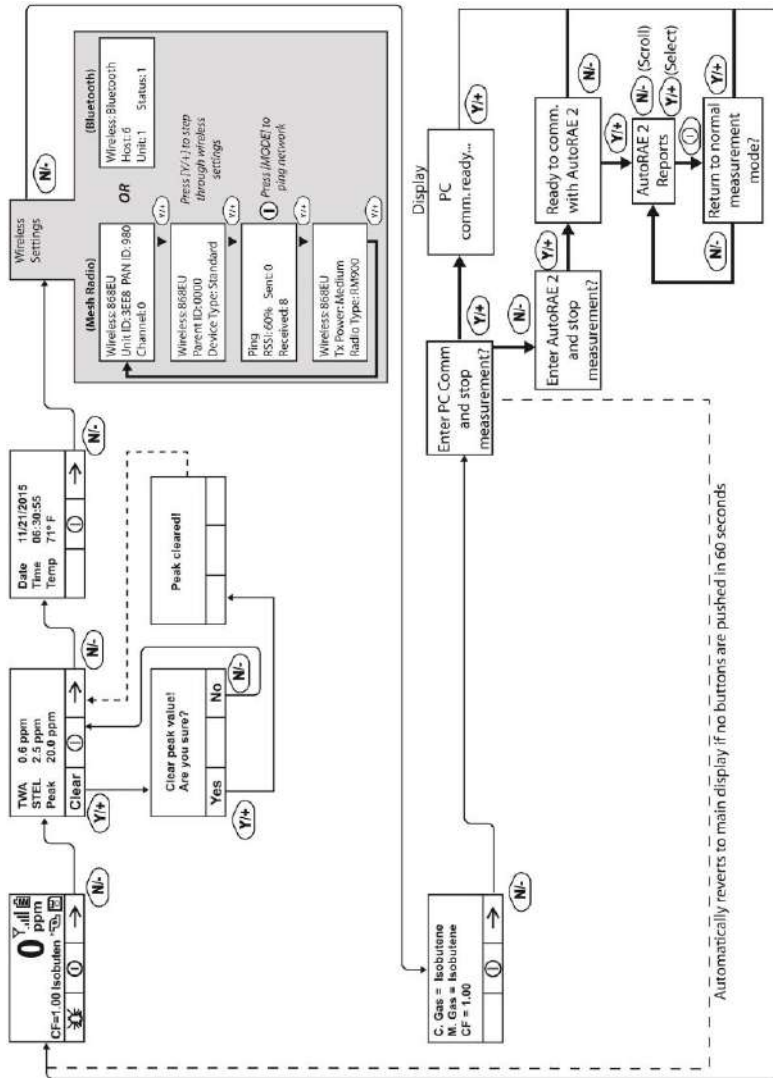 0 ppm
CF=1.00 Isobuten
N/-
TWA 0.6 ppm
STEL 2.5 ppm
Peak 20.0 ppm
Clear
Y/+
N/-
Clear peak value!
Are you sure?
Yes No
Y/+
N/-
Peak cleared!
Date 11/21/2015
Time 06:30:55
Temp 71° F
N/-
Wireless
Settings
N/-
(Mesh Radio)
Wireless: 868EU
Unit ID: 3EE8 PAN ID: 980
Channel: 0
Y/+
Wireless: 868EU
Parent ID: 0000
Device Type: Standard
Y/+
Ping
RSSI: 60% Sent: 0
Received: 8
Y/+
Wireless: 868EU
Tx Power: Medium
Radio Type: RM900
Y/+
OR
(Bluetooth)
Wireless: Bluetooth
Host: 6
Unit: 1 Status: 1
Press [Y/+] to step
through wireless
settings
Press [MODE] to
ping network
C. Gas = Isobutene
M. Gas = Isobutene
CF = 1.00
N/-
Enter PC Comm
and stop
measurement?
Y/+
N/-
Display
PC
comm. ready...
Y/+
Enter AutoRAE 2
and stop
measurement?
Y/+
Ready to comm.
with AutoRAE 2
N/-
Y/+
AutoRAE 2
Reports
N/- (Scroll)
Y/+ (Select)
Return to normal
measurement
mode?
N/-
Y/+
Automatically reverts to main display if no buttons are pushed in 60 seconds